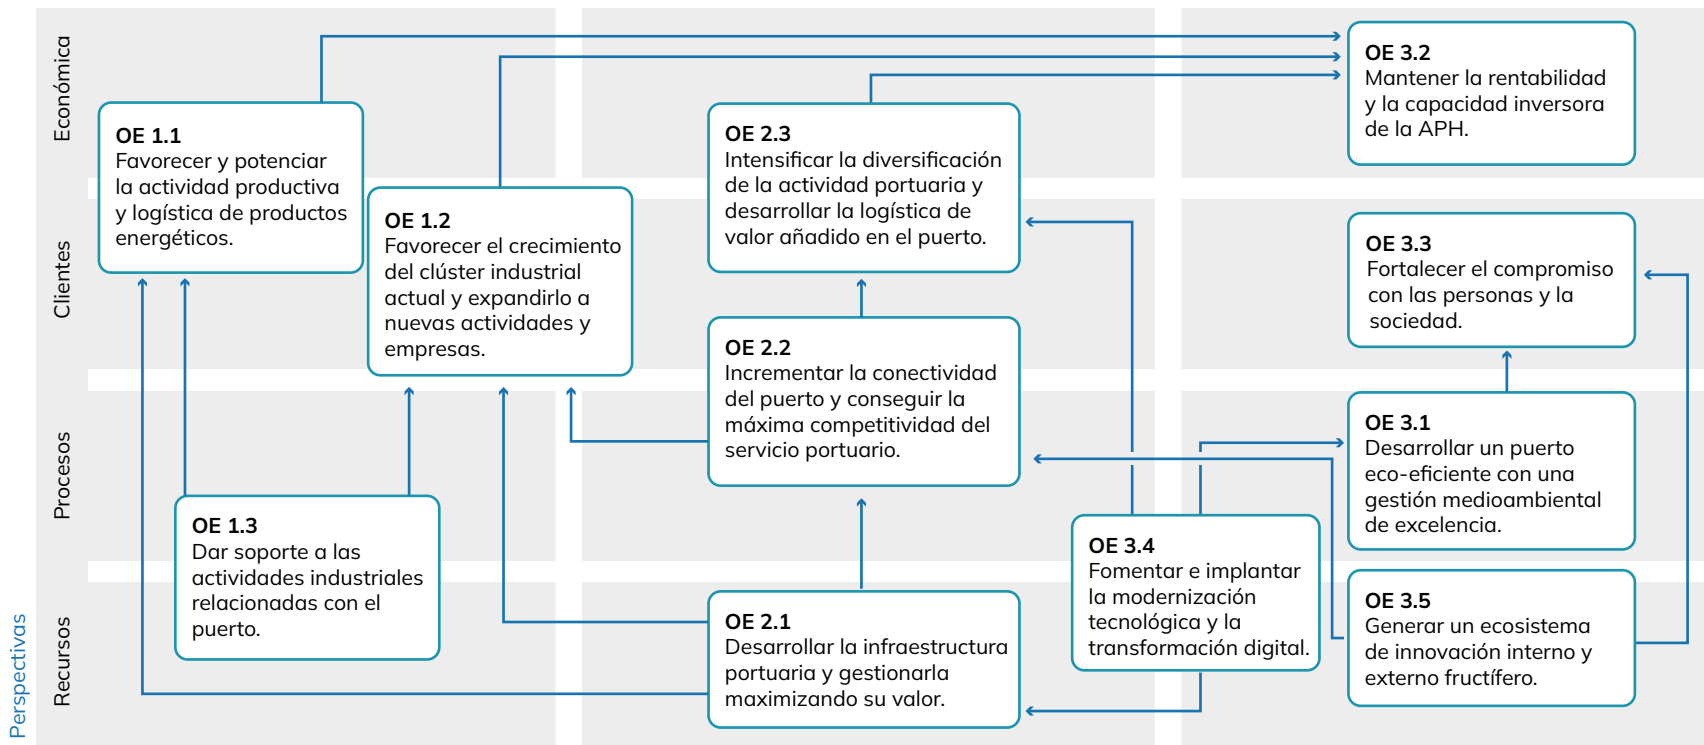 Perspectivas
Económica
Clientes
Procesos
Recursos
OE 1.1
Favorecer y potenciar
la actividad productiva
y logística de productos
energéticos.
OE 1.2
Favorecer el crecimiento
del clúster industrial
actual y expandirlo a
nuevas actividades y
empresas.
OE 1.3
Dar soporte a las
actividades industriales
relacionadas con el
puerto.
OE 2.3
Intensificar la diversificación
de la actividad portuaria y
desarrollar la logística de
valor añadido en el puerto.
OE 2.2
Incrementar la conectividad
del puerto y conseguir la
máxima competitividad del
servicio portuario.
OE 2.1
Desarrollar la infraestructura
portuaria y gestionarla
maximizando su valor.
OE 3.4
Fomentar e implantar
la modernización
tecnológica y la
transformación digital.
OE 3.2
Mantener la rentabilidad
y la capacidad inversora
de la APH.
OE 3.3
Fortalecer el compromiso
con las personas y la
sociedad.
OE 3.1
Desarrollar un puerto
eco-eficiente con una
gestión medioambiental
de excelencia.
OE 3.5
Generar un ecosistema
de innovación interno y
externo fructífero.